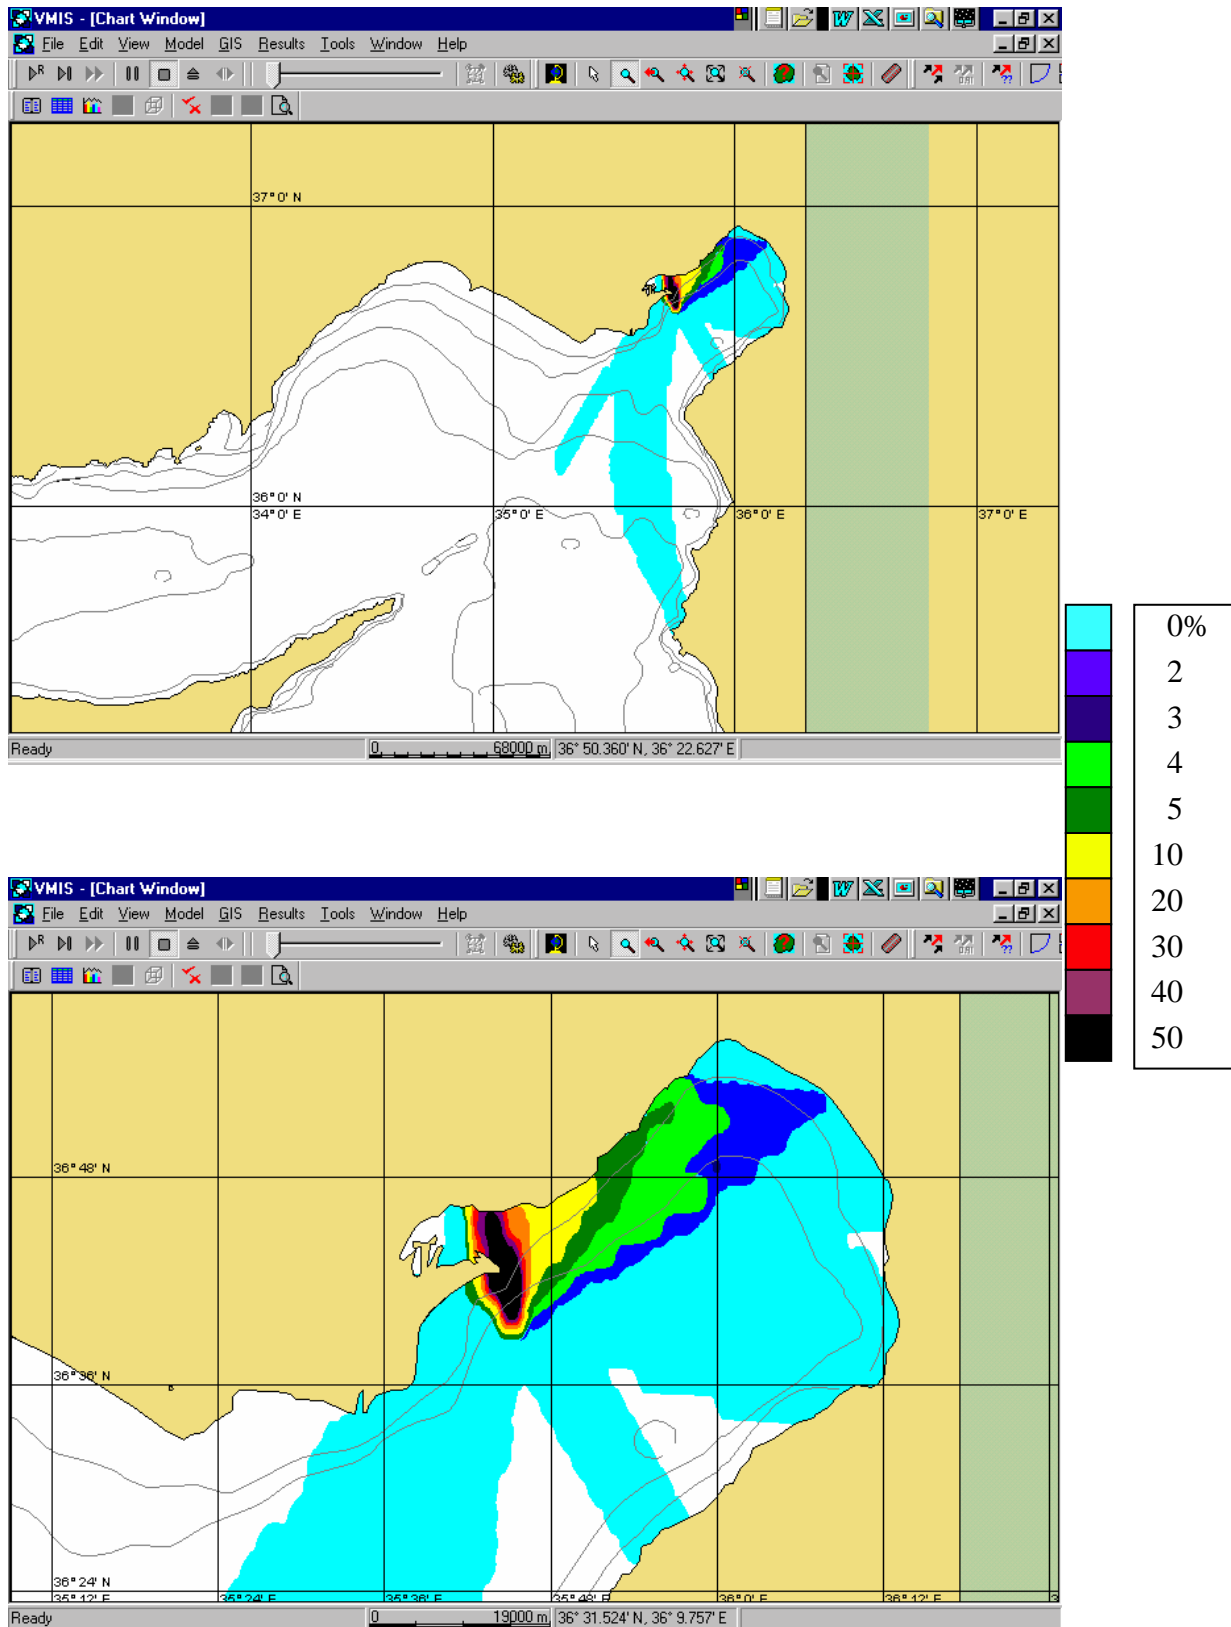 VMIS - [Chart Window]
File Edit View Model GIS Results Tools Window Help
37° 0' N
36° 0' N
34° 0' E
35° 0' E
36° 0' E
37° 0' E
Ready
0 68000 m
36° 50.360' N, 36° 22.627' E
0%
2
3
4
5
10
20
30
40
50
VMIS - [Chart Window]
File Edit View Model GIS Results Tools Window Help
36° 48' N
36° 36' N
36° 24' N
35° 12' E
35° 24' E
35° 36' E
35° 48' E
36° 0' E
36° 12' E
Ready
0 19000 m
36° 31.524' N, 36° 9.757' E